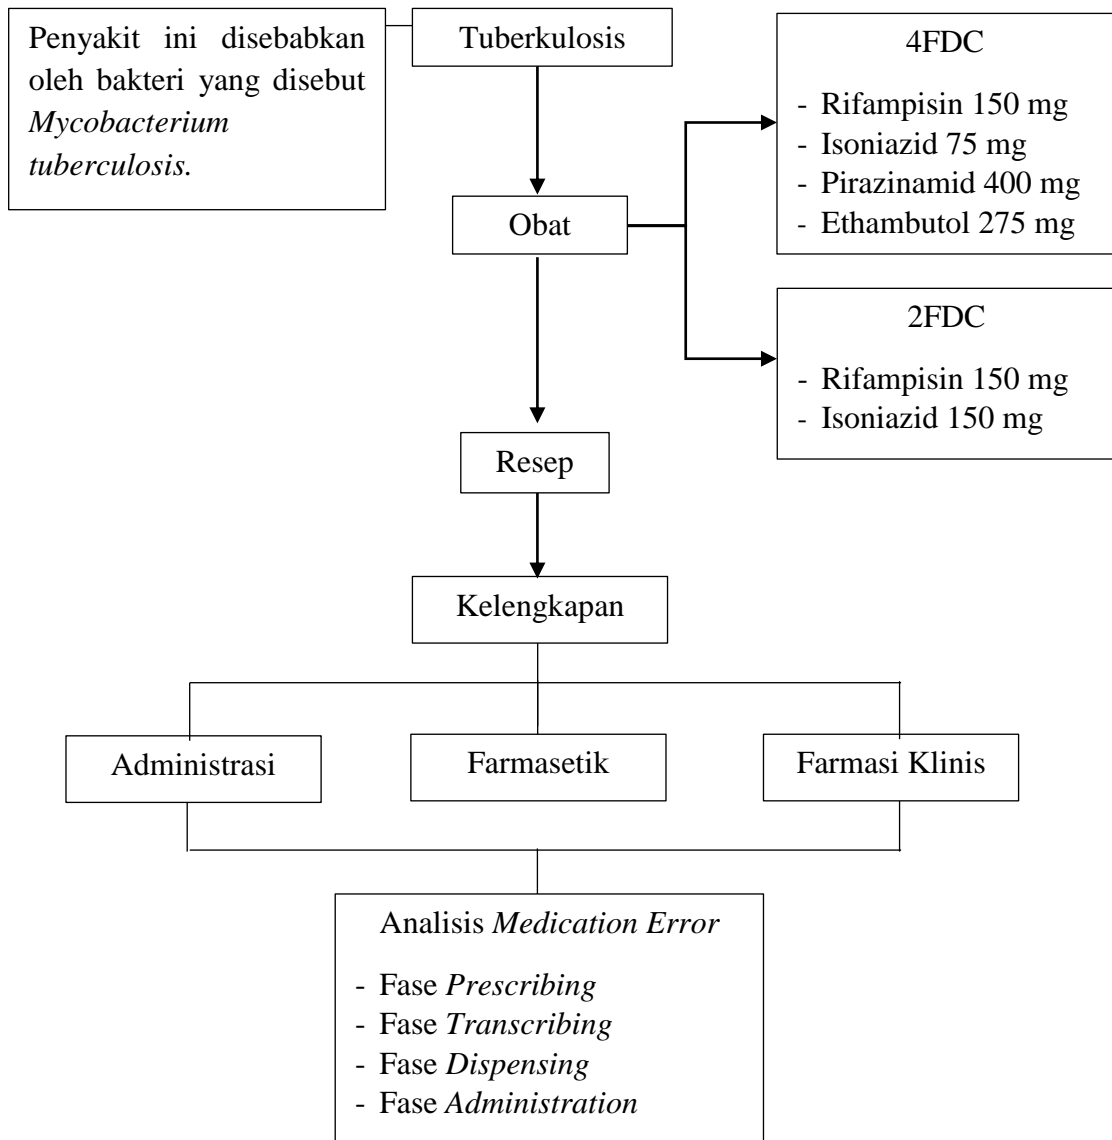 Penyakit ini disebabkan
oleh bakteri yang disebut
Mycobacterium
tuberculosis.
Tuberkulosis
4FDC
- Rifampisin 150 mg
- Isoniazid 75 mg
- Pirazinamid 400 mg
- Ethambutol 275 mg
Obat
2FDC
- Rifampisin 150 mg
- Isoniazid 150 mg
Resep
Kelengkapan
Administrasi
Farmasetik
Farmasi Klinis
Analisis Medication Error
- Fase Prescribing
- Fase Transcribing
- Fase Dispensing
- Fase Administration